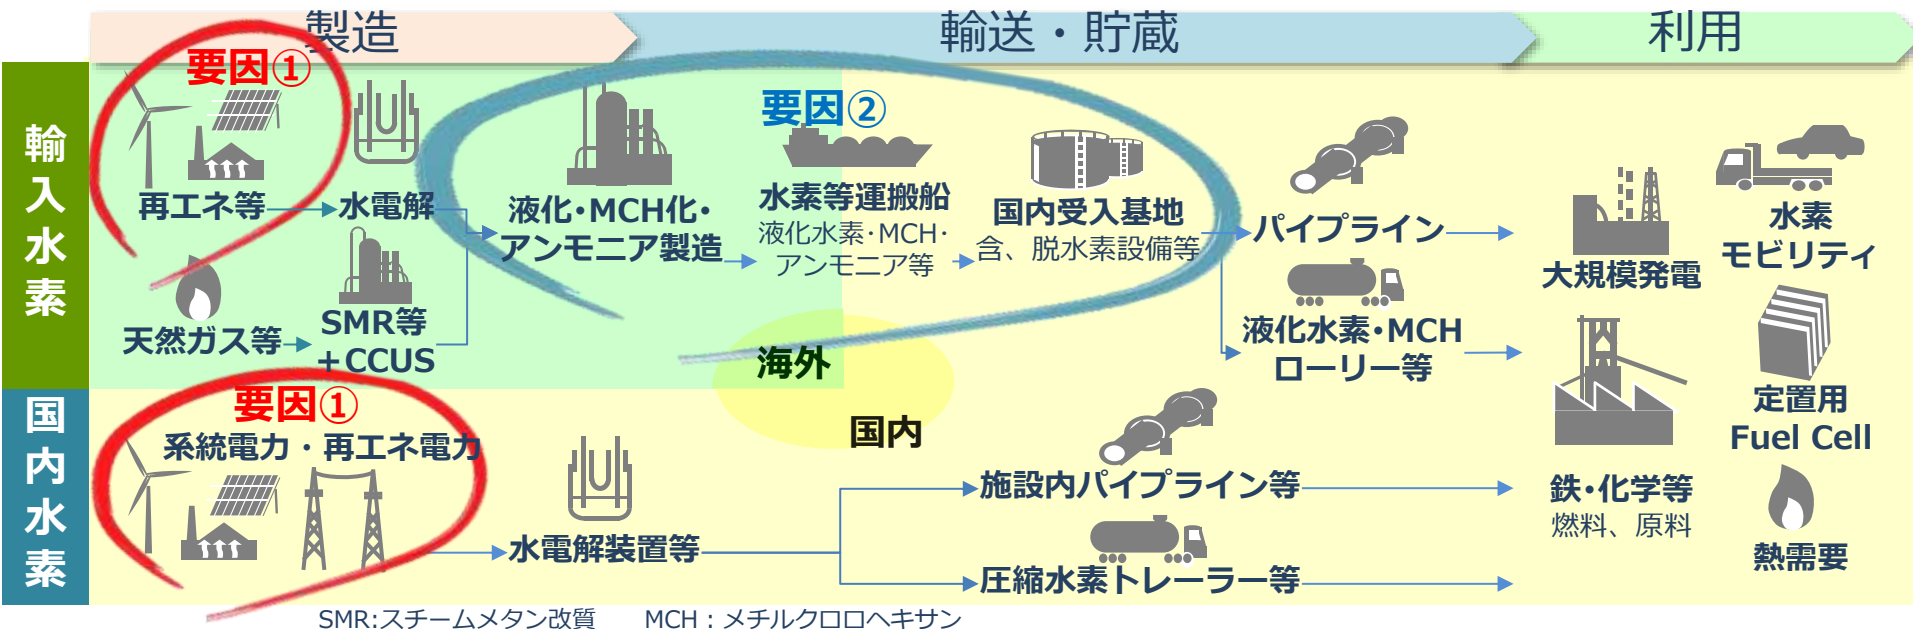 製造
輸送・貯蔵
利用
輸入水素
要因①
再エネ等
水電解
天然ガス等
SMR等
+CCUS
液化・MCH化・
アンモニア製造
要因②
水素等運搬船
液化水素・MCH・
アンモニア等
国内受入基地
含、脱水素設備等
パイプライン
液化水素・MCH
ローリー等
大規模発電
水素
モビリティ
海外
国内
国内水素
要因①
系統電力・再エネ電力
水電解装置等
施設内パイプライン等
圧縮水素トレーラー等
鉄・化学等
燃料、原料
定置用
Fuel Cell
熱需要
SMR:スチームメタン改質 MCH：メチルクロロヘキサン